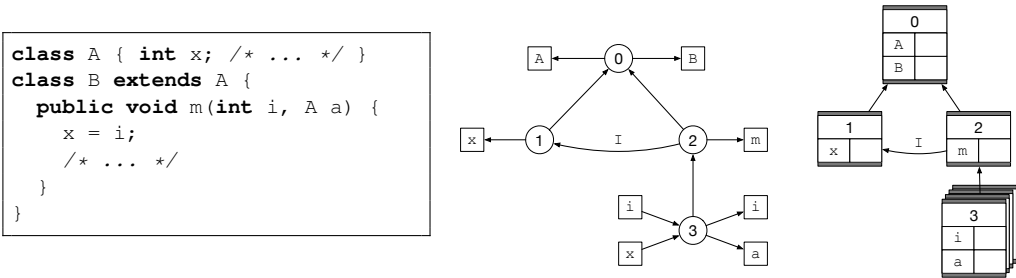 class A { int x; /* ... */ }
class B extends A {
public void m(int i, A a) {
x = i;
/* ... */
}
}
A 0 B
x 1 I 2 m
i i
3
x a
0
A
B
1 2
x I m
3
i
a